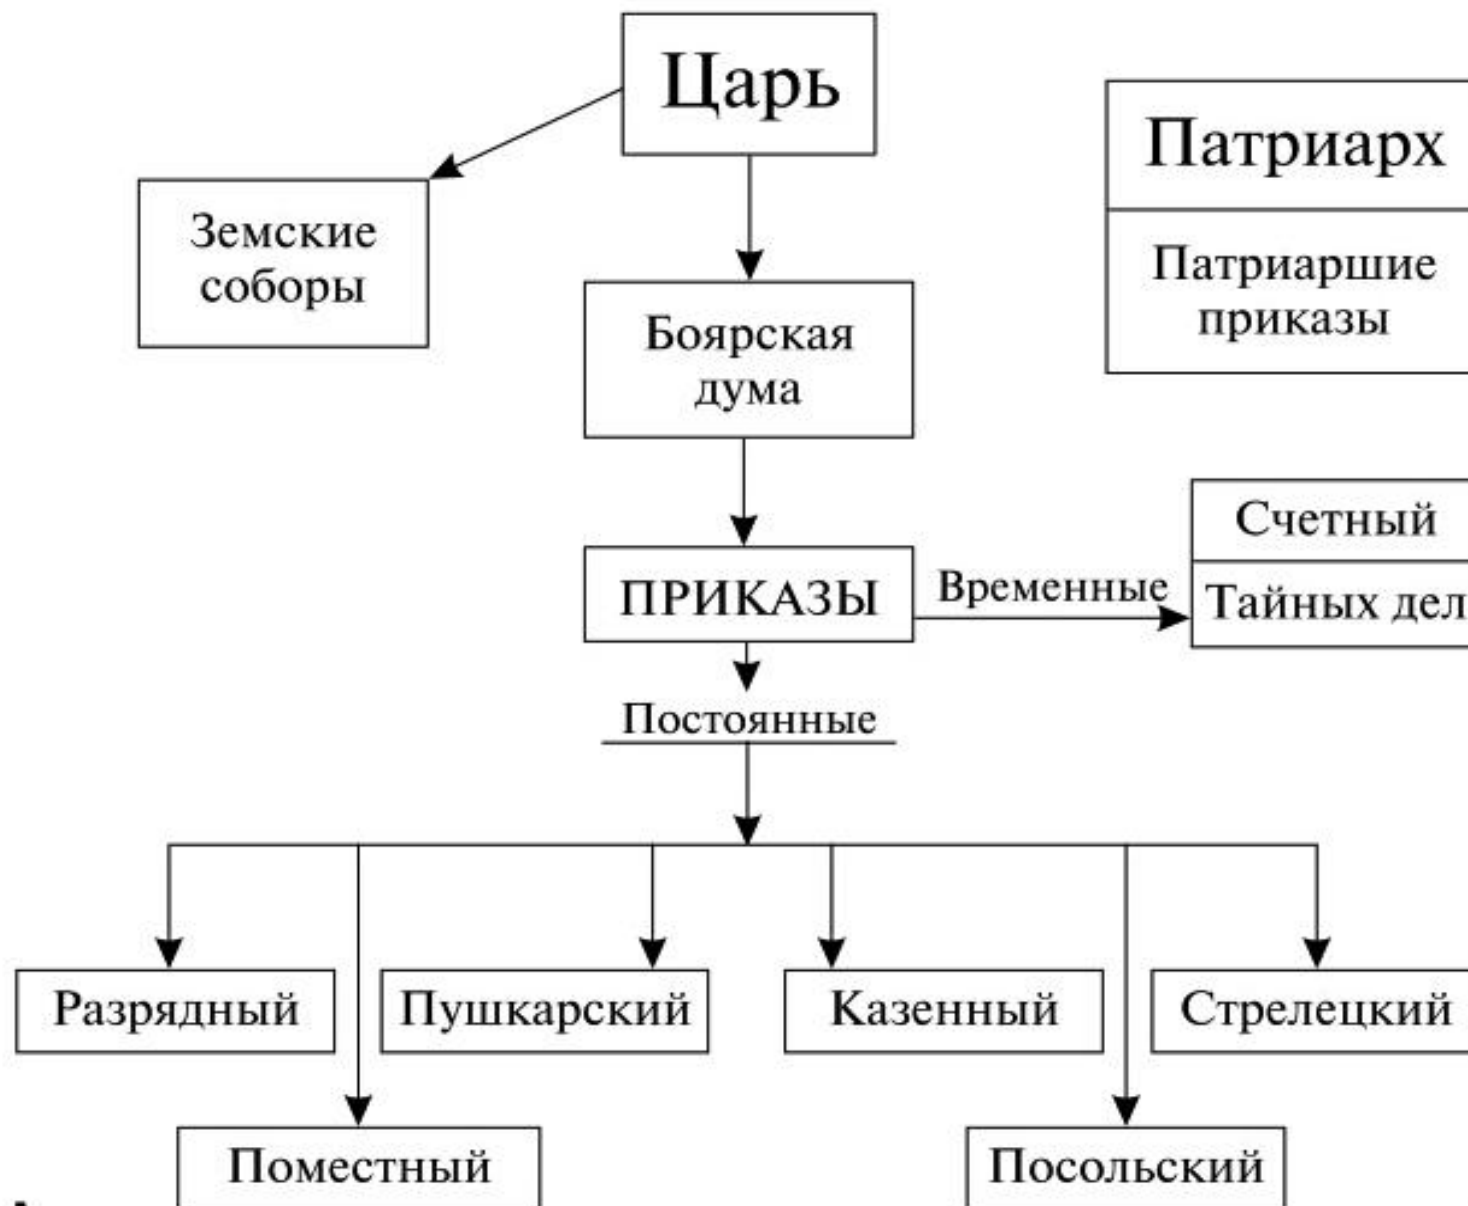 Царь
Патриарх
Земские
соборы
Патриаршие
приказы
Боярская
дума
Счетный
ПРИКАЗЫ
Временные
Тайных дел
Постоянные
Разрядный
Пушкарский
Казенный
Стрелецкий
Поместный
Посольский